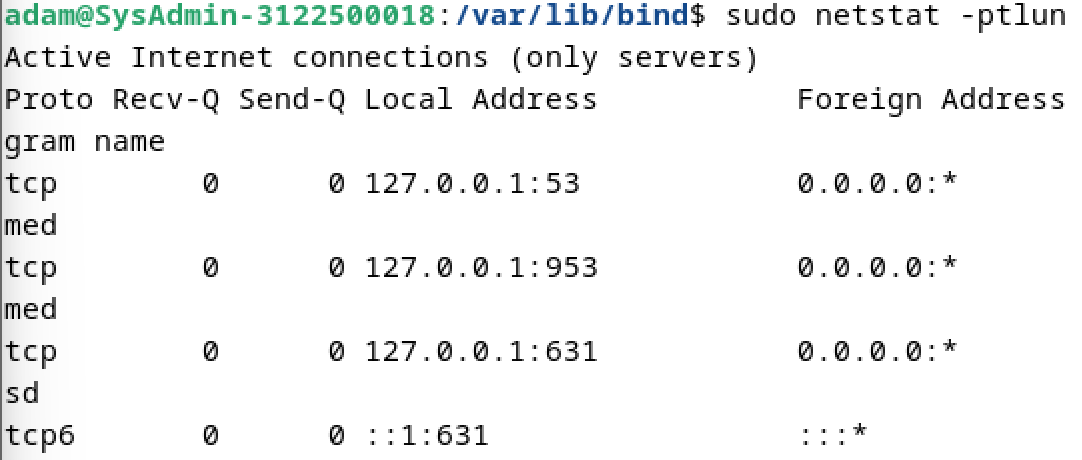 adam@SysAdmin-3122500018:/var/lib/bind$ sudo netstat -ptlun
Active Internet connections (only servers)
Proto Recv-Q Send-Q Local Address           Foreign Address
gram name
tcp        0      0 127.0.0.1:53            0.0.0.0:*
med
tcp        0      0 127.0.0.1:953           0.0.0.0:*
med
tcp        0      0 127.0.0.1:631           0.0.0.0:*
sd
tcp6       0      0 ::1:631                 :::*